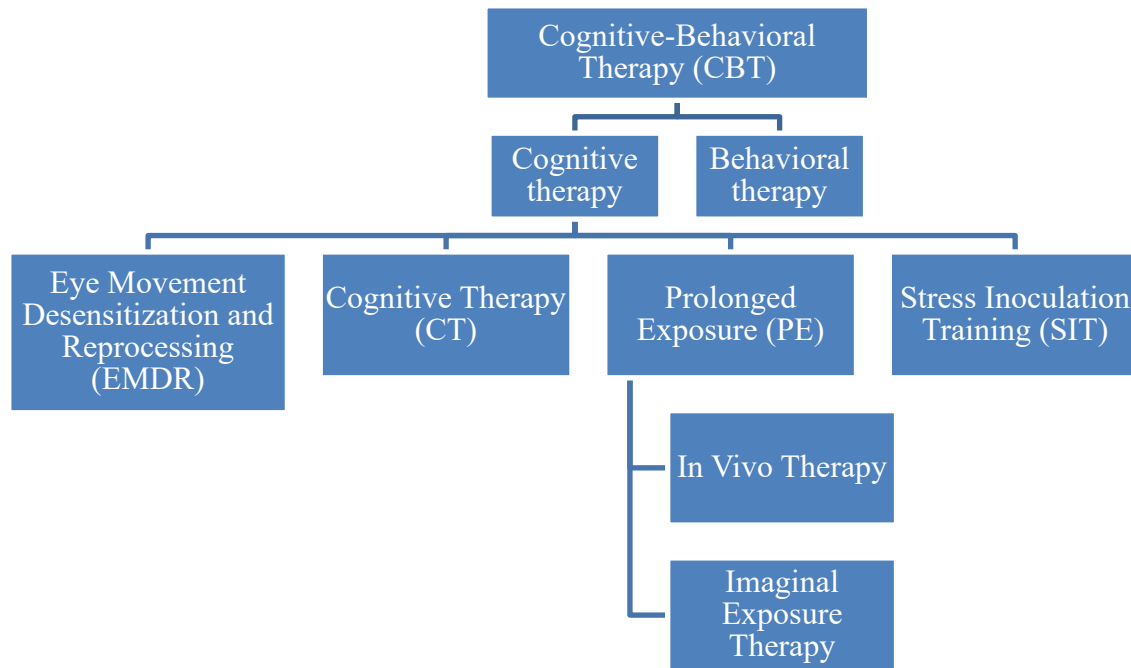 Cognitive-Behavioral
Therapy (CBT)
Cognitive
therapy
Behavioral
therapy
Eye Movement
Desensitization and
Reprocessing
(EMDR)
Cognitive Therapy
(CT)
Prolonged
Exposure (PE)
Stress Inoculation
Training (SIT)
In Vivo Therapy
Imaginal
Exposure
Therapy